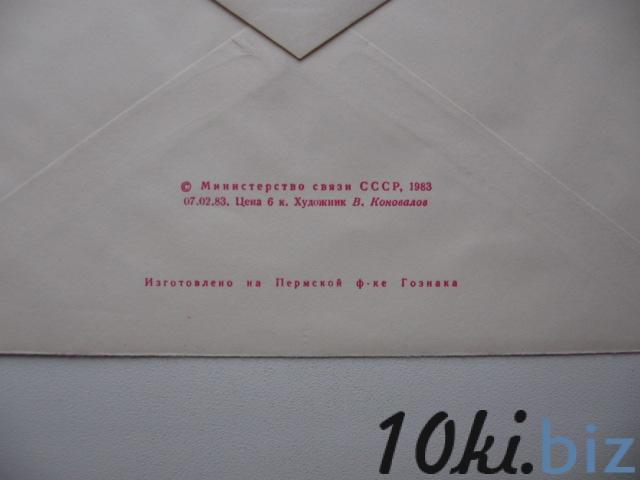 © Министерство связи СССР, 1983
07.02.83. Цена 6 к. Художник В. Коновалов
Изготовлено на Пермской ф-ке Гознака
10ki.biz